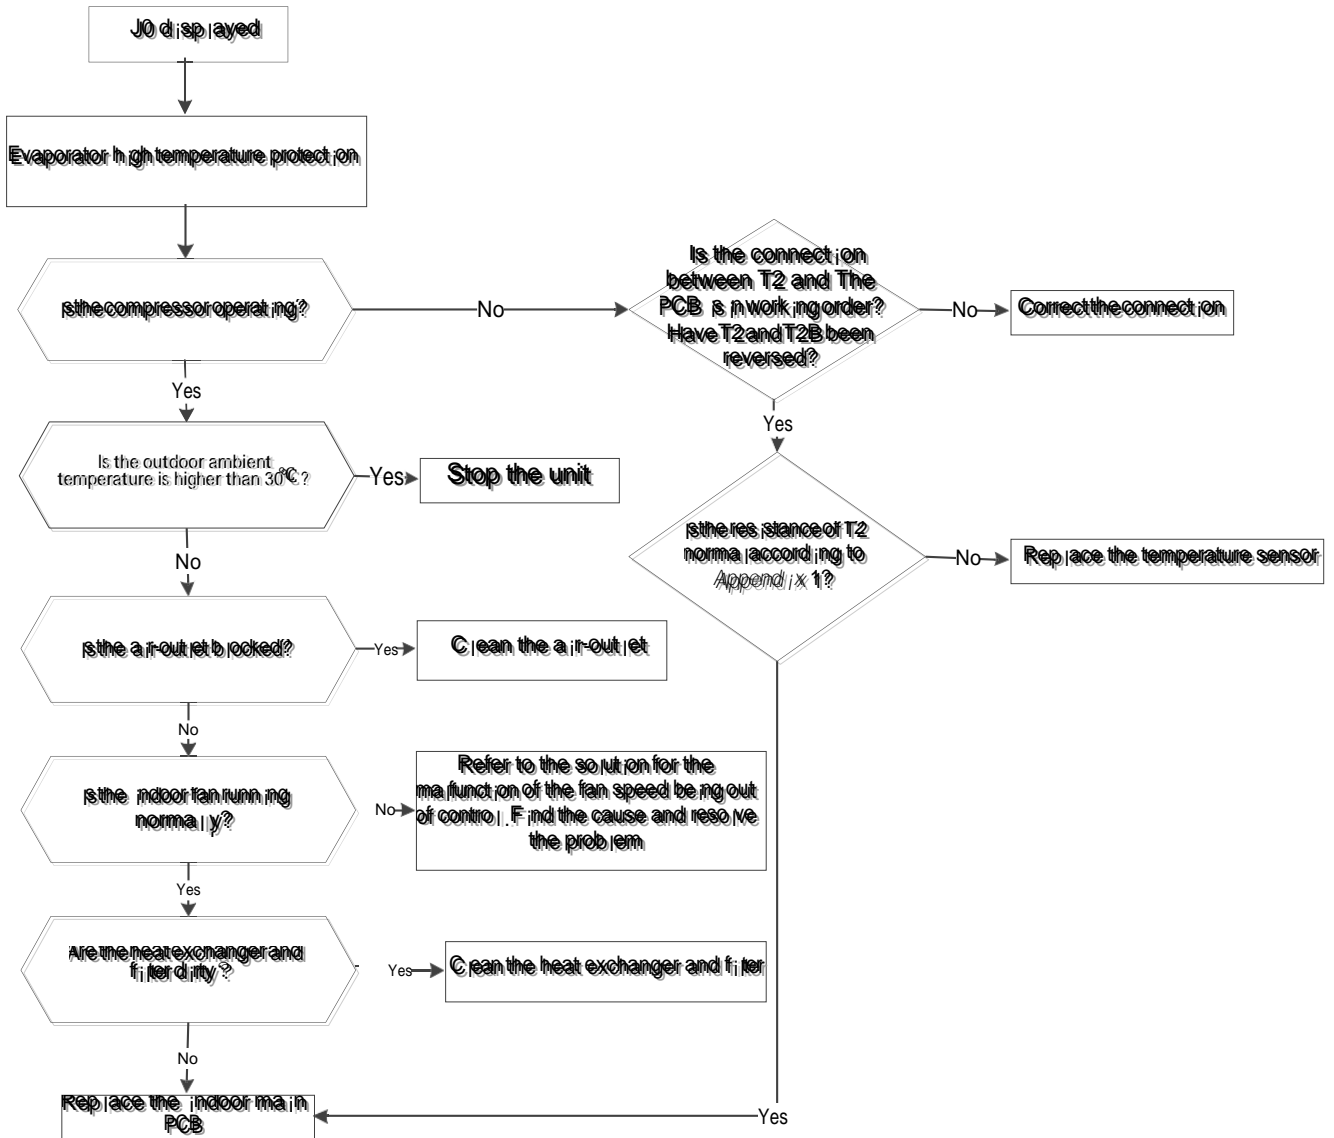 J0 displayed
Evaporator high temperature protection
Is the compressor operating?
No
Is the connection
between T2 and The
PCB is in working order?
Have T2 and T2B been
reversed?
No
Correct the connection
Yes
Yes
Is the outdoor ambient
temperature is higher than 30℃?
Yes
Stop the unit
Is the resistance of T2
normal according to
Appendix 1?
No
Replace the temperature sensor
No
Is the air-outlet blocked?
Yes
Clean the air-outlet
No
Is the indoor fan running
normally?
No
Refer to the solution for the
malfunction of the fan speed being out
of control. Find the cause and resolve
the problem
Yes
Are the heat exchanger and
filter dirty?
Yes
Clean the heat exchanger and filter
No
Replace the indoor main
PCB
Yes